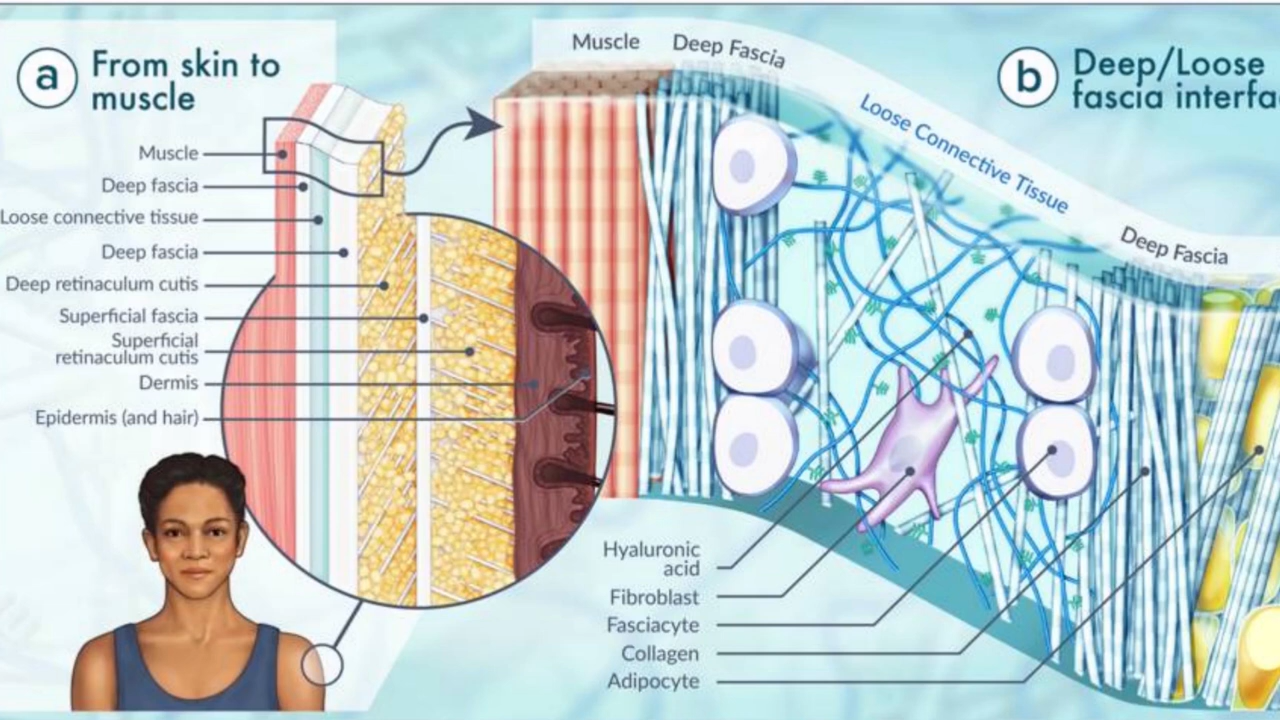 a
From skin to
muscle
Muscle
Deep fascia
Loose connective tissue
Deep fascia
Deep retinaculum cutis
Superficial fascia
Superficial
retinaculum cutis
Dermis
Epidermis (and hair)
Muscle
Deep Fascia
Loose Connective Tissue
Deep Fascia
b
Deep/Loose
fascia interfa
Hyaluronic
acid
Fibroblast
Fasciacyte
Collagen
Adipocyte